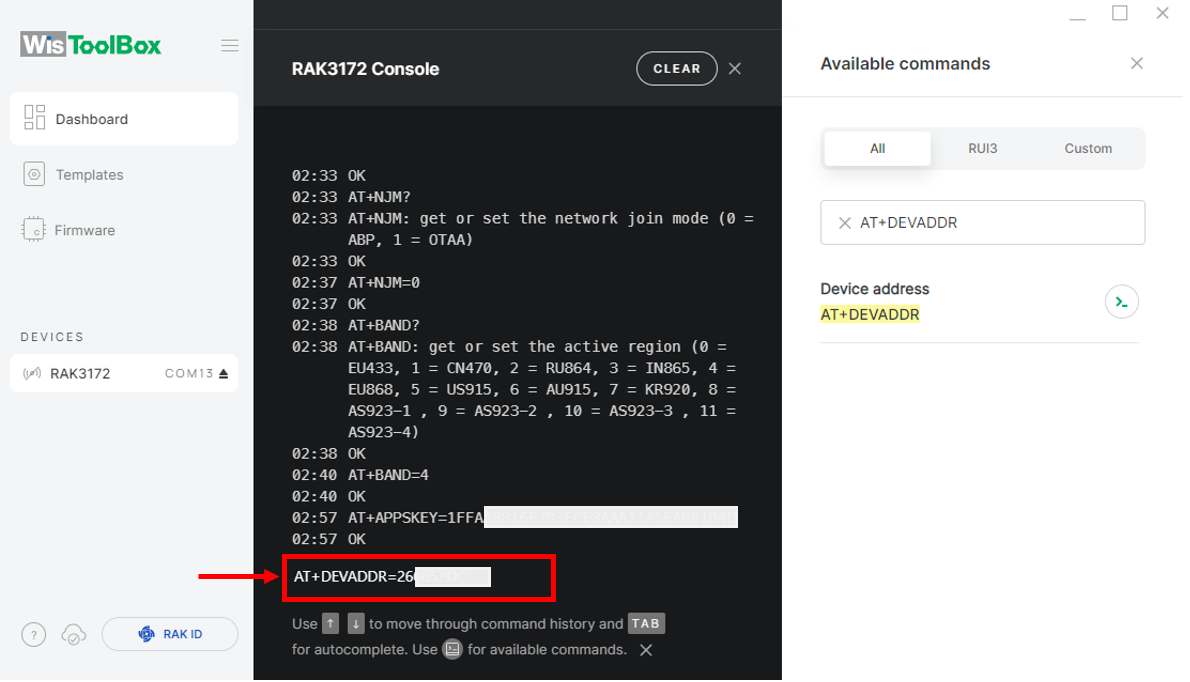 WisToolBox
Dashboard
Templates
Firmware
DEVICES
RAK3172 COM13
?
RAK ID
RAK3172 Console
CLEAR
02:33 OK
02:33 AT+NJM?
02:33 AT+NJM: get or set the network join mode (0 =
ABP, 1 = OTAA)
02:33 OK
02:37 AT+NJM=0
02:37 OK
02:38 AT+BAND?
02:38 AT+BAND: get or set the active region (0 =
EU433, 1 = CN470, 2 = RU864, 3 = IN865, 4 =
EU868, 5 = US915, 6 = AU915, 7 = KR920, 8 =
AS923-1 , 9 = AS923-2 , 10 = AS923-3 , 11 =
AS923-4)
02:38 OK
02:40 AT+BAND=4
02:40 OK
02:57 AT+APPSKEY=1FFA
02:57 OK
AT+DEVADDR=26
Use ↑ ↓ to move through command history and TAB
for autocomplete. Use for available commands.
Available commands
All RUI3 Custom
AT+DEVADDR
Device address
AT+DEVADDR